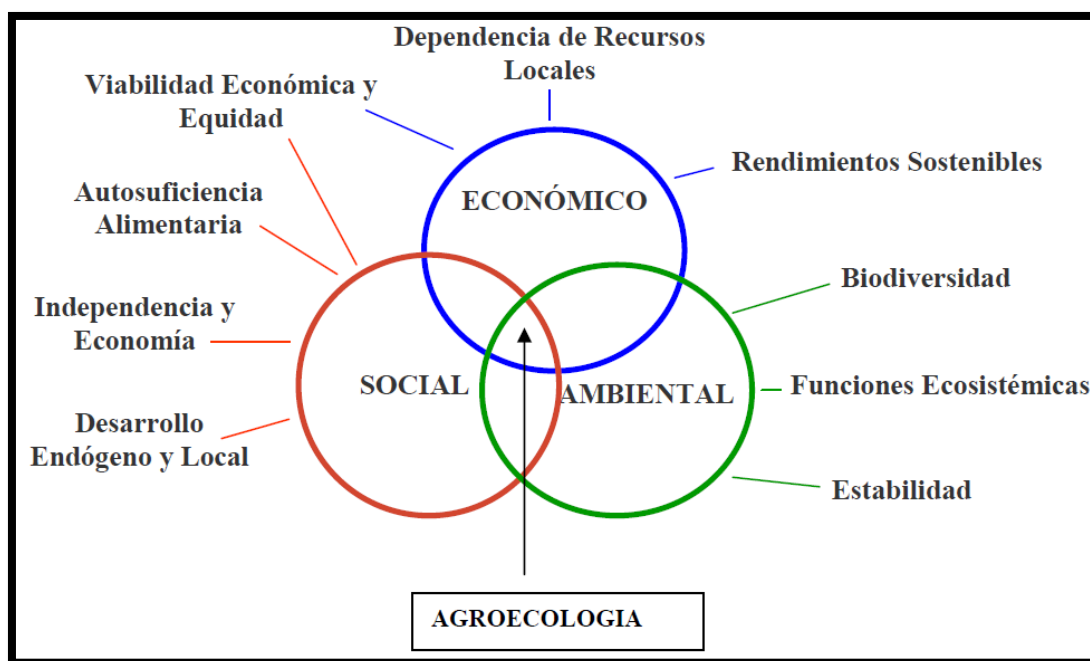 Dependencia de Recursos
Locales
Viabilidad Económica y
Equidad
Rendimientos Sostenibles
Autosuficiencia
Alimentaria
ECONÓMICO
Biodiversidad
Independencia y
Economía
SOCIAL
AMBIENTAL
Funciones Ecosistémicas
Desarrollo
Endógeno y Local
Estabilidad
AGROECOLOGIA